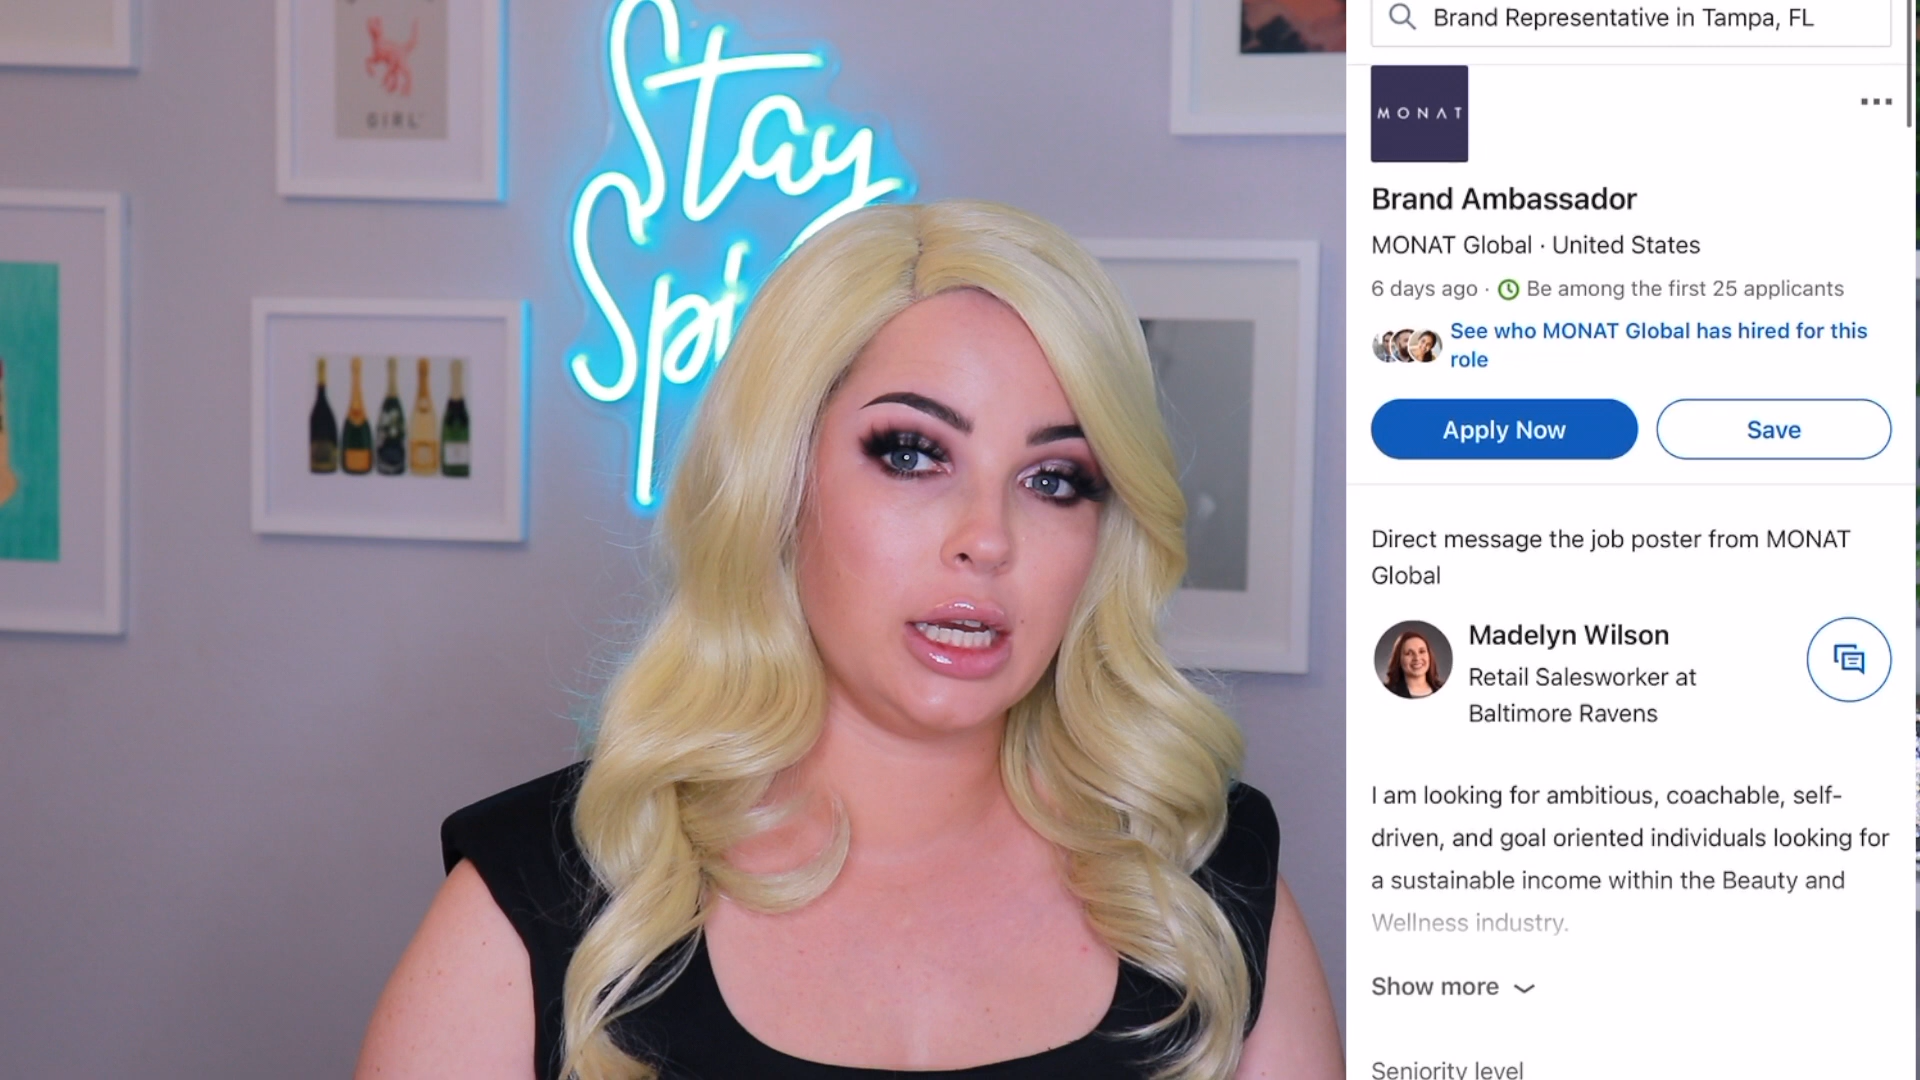 GIRL
Stay
Spi
Brand Representative in Tampa, FL
MONAT
Brand Ambassador
MONAT Global · United States
6 days ago · Be among the first 25 applicants
See who MONAT Global has hired for this
role
Apply Now
Save
Direct message the job poster from MONAT
Global
Madelyn Wilson
Retail Salesworker at
Baltimore Ravens
I am looking for ambitious, coachable, self-
driven, and goal oriented individuals looking for
a sustainable income within the Beauty and
Wellness industry.
Show more
Seniority level